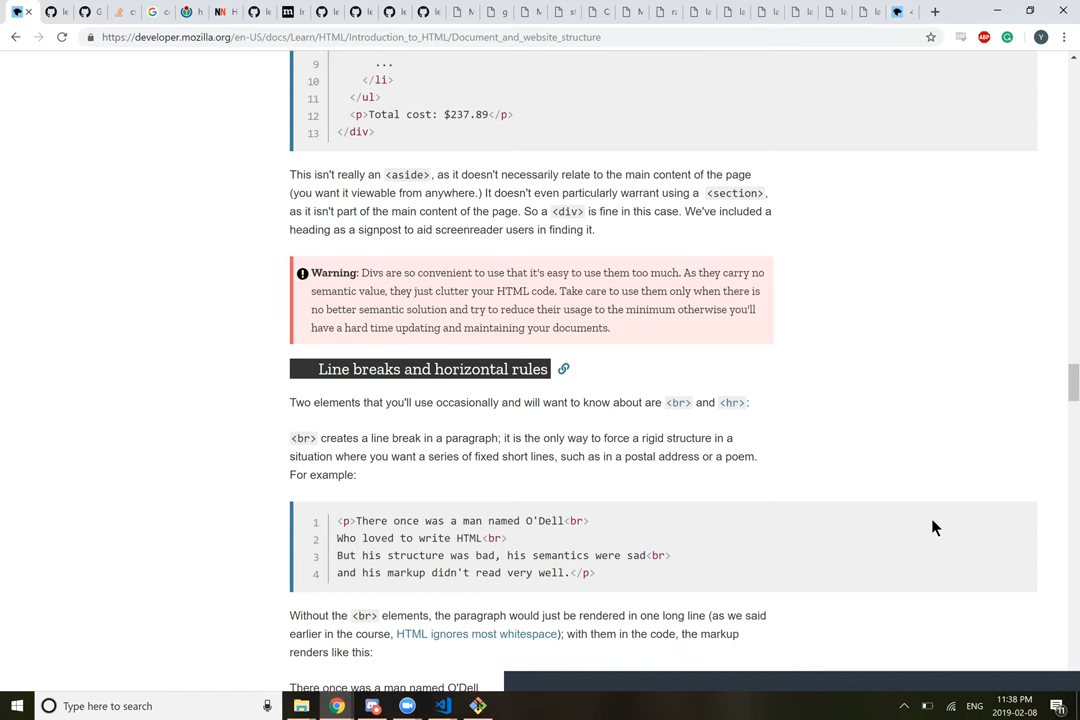 https://developer.mozilla.org/en-US/docs/Learn/HTML/Introduction_to_HTML/Document_and_website_structure
ABP
Y
9 ...
10 </li>
11 </ul>
12 <p>Total cost: $237.89</p>
13 </div>
This isn't really an <aside>, as it doesn't necessarily relate to the main content of the page
(you want it viewable from anywhere.) It doesn't even particularly warrant using a <section>,
as it isn't part of the main content of the page. So a <div> is fine in this case. We've included a
heading as a signpost to aid screenreader users in finding it.
Warning: Divs are so convenient to use that it's easy to use them too much. As they carry no
semantic value, they just clutter your HTML code. Take care to use them only when there is
no better semantic solution and try to reduce their usage to the minimum otherwise you'll
have a hard time updating and maintaining your documents.
Line breaks and horizontal rules
Two elements that you'll use occasionally and will want to know about are <br> and <hr>:
<br> creates a line break in a paragraph; it is the only way to force a rigid structure in a
situation where you want a series of fixed short lines, such as in a postal address or a poem.
For example:
1 <p>There once was a man named O'Dell<br>
2 Who loved to write HTML<br>
3 But his structure was bad, his semantics were sad<br>
4 and his markup didn't read very well.</p>
Without the <br> elements, the paragraph would just be rendered in one long line (as we said
earlier in the course, HTML ignores most whitespace); with them in the code, the markup
renders like this:
There once was a man named O'Dell
Type here to search
ENG
11:38 PM
2019-02-08